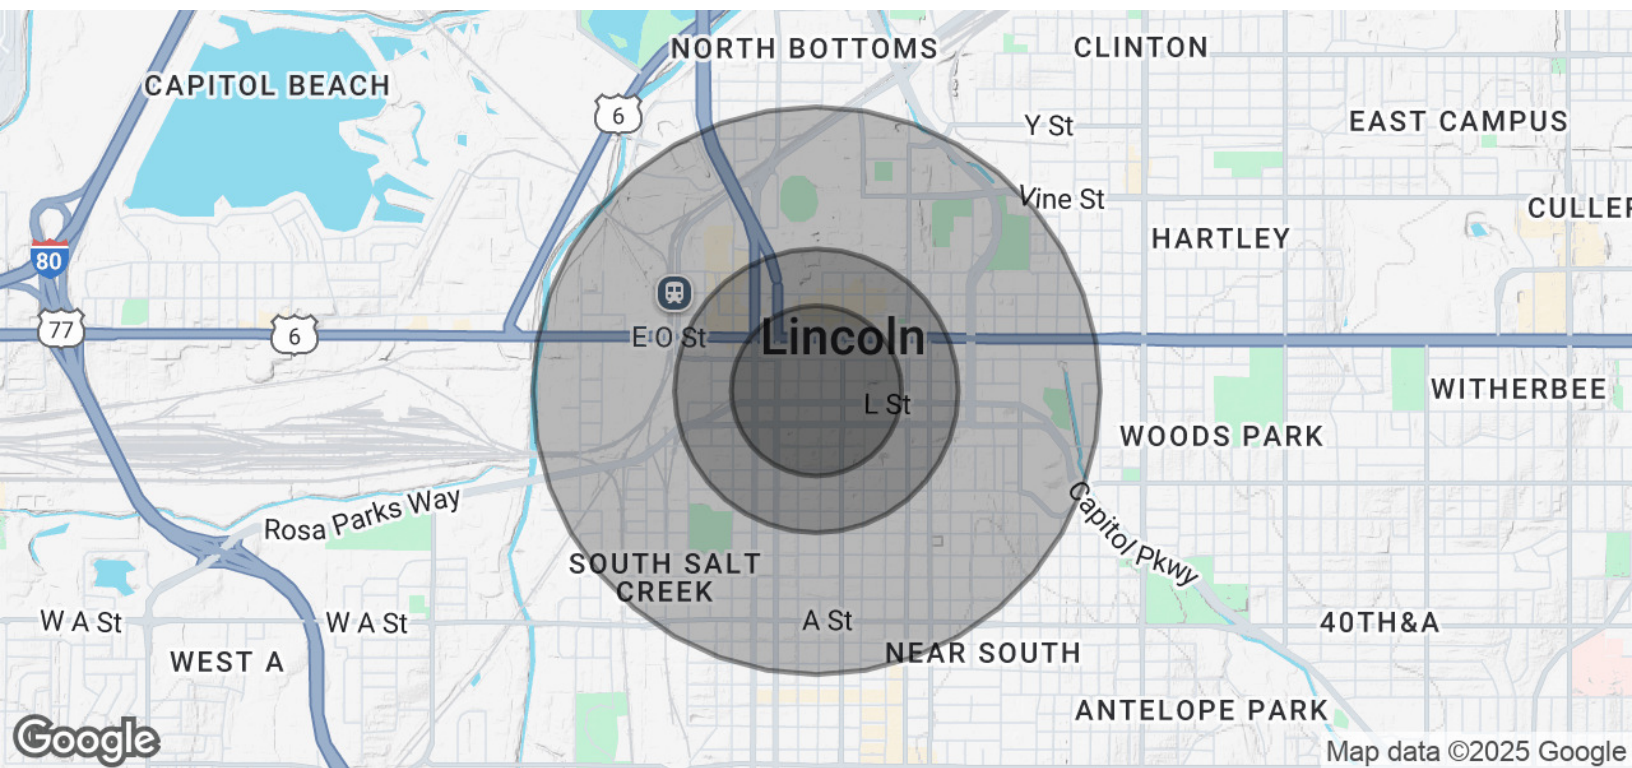 NORTH BOTTOMS
CLINTON
CAPITOL BEACH
6
Y St
EAST CAMPUS
Vine St
CULLER
HARTLEY
80
77
6
E O St
Lincoln
L St
WITHERBEE
WOODS PARK
Rosa Parks Way
Capitol Pkwy
SOUTH SALT
CREEK
W A St
W A St
A St
40TH&A
WEST A
NEAR SOUTH
ANTELOPE PARK
Google
Map data ©2025 Google